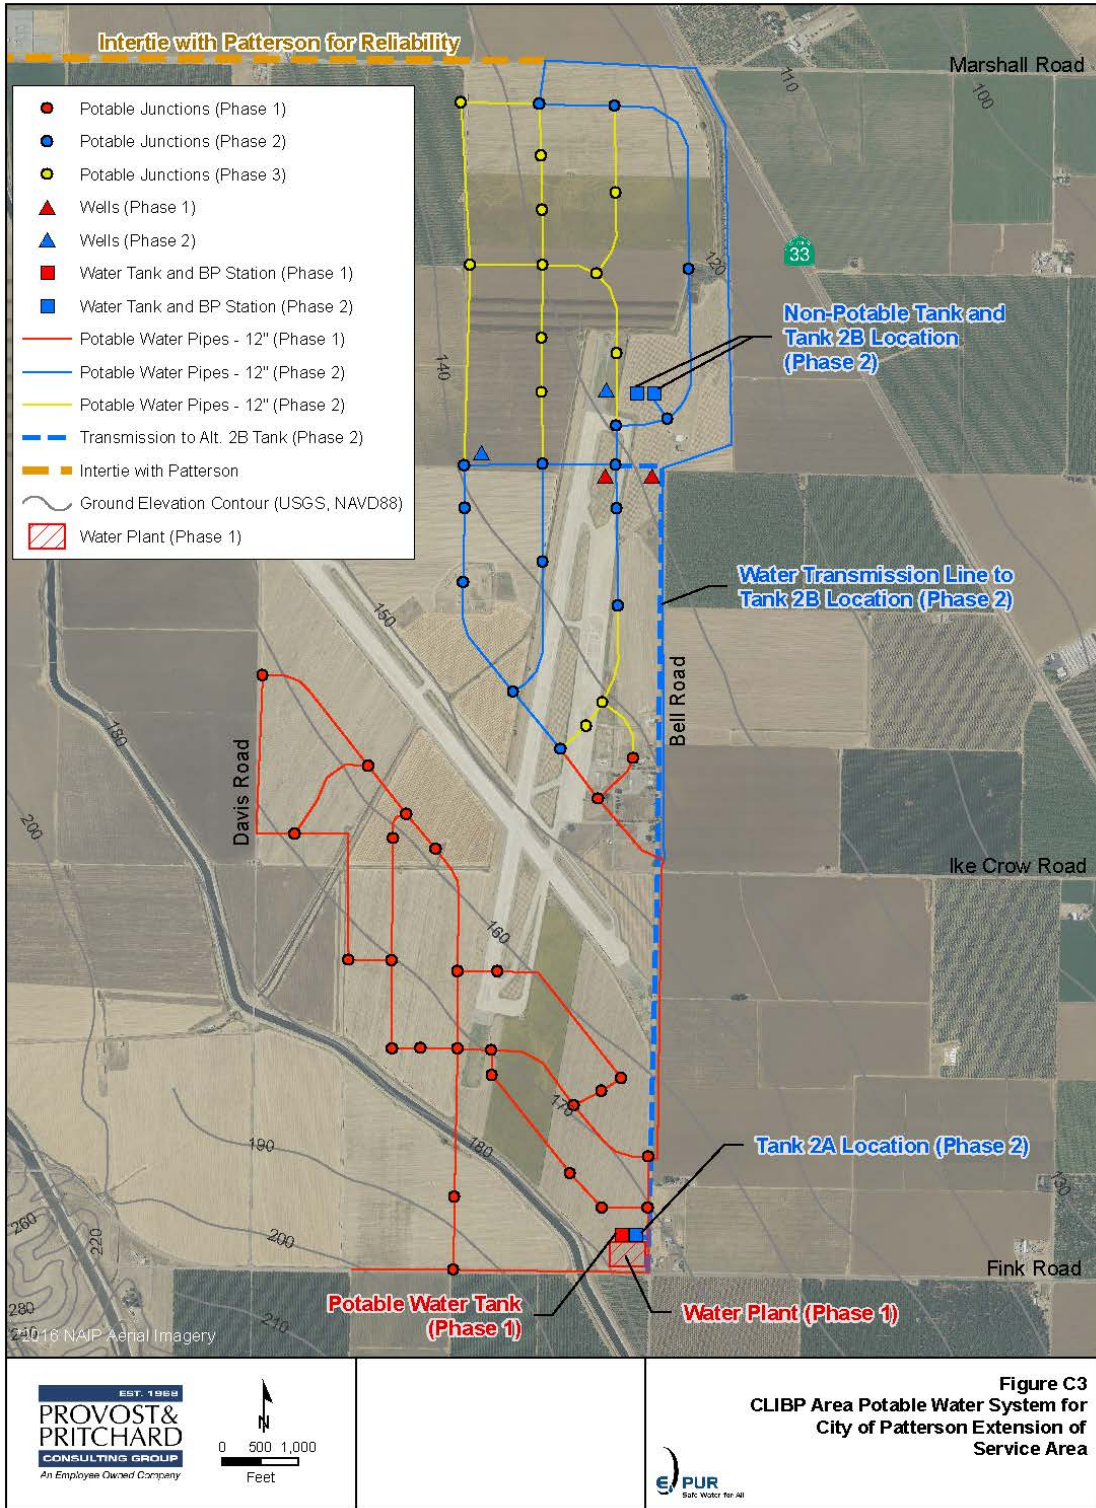 Intertie with Patterson for Reliability
Marshall Road
110
100
Potable Junctions (Phase 1)
Potable Junctions (Phase 2)
Potable Junctions (Phase 3)
Wells (Phase 1)
Wells (Phase 2)
Water Tank and BP Station (Phase 1)
Water Tank and BP Station (Phase 2)
Potable Water Pipes - 12" (Phase 1)
Potable Water Pipes - 12" (Phase 2)
Potable Water Pipes - 12" (Phase 2)
Transmission to Alt. 2B Tank (Phase 2)
Intertie with Patterson
Ground Elevation Contour (USGS, NAVD88)
Water Plant (Phase 1)
33
120
Non-Potable Tank and
Tank 2B Location
(Phase 2)
140
Water Transmission Line to
Tank 2B Location (Phase 2)
150
Bell Road
180
Davis Road
200
Ike Crow Road
160
170
180
190
Tank 2A Location (Phase 2)
130
260
220
200
Fink Road
280
240
210
Potable Water Tank
(Phase 1)
Water Plant (Phase 1)
2016 NAIP Aerial Imagery
EST. 1968
PROVOST&
PRITCHARD
CONSULTING GROUP
An Employee Owned Company
N
0 500 1,000
Feet
PUR
Safe Water for All
Figure C3
CLIBP Area Potable Water System for
City of Patterson Extension of
Service Area